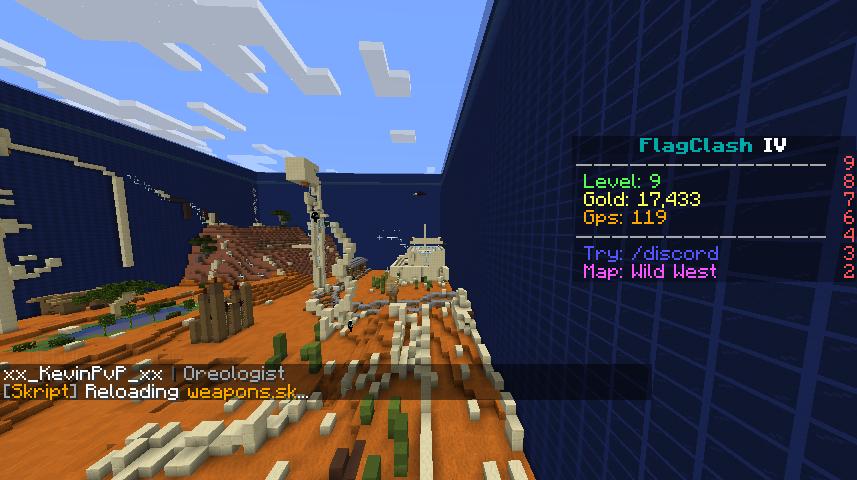 FlagClash IV
9
Level: 9
8
Gold: 17,433
7
Gps: 119
6
4
Try: /discord
3
Map: Wild West
2
xx_KevinPvP_xx | Oreologist
[Skript] Reloading weapons.sk...